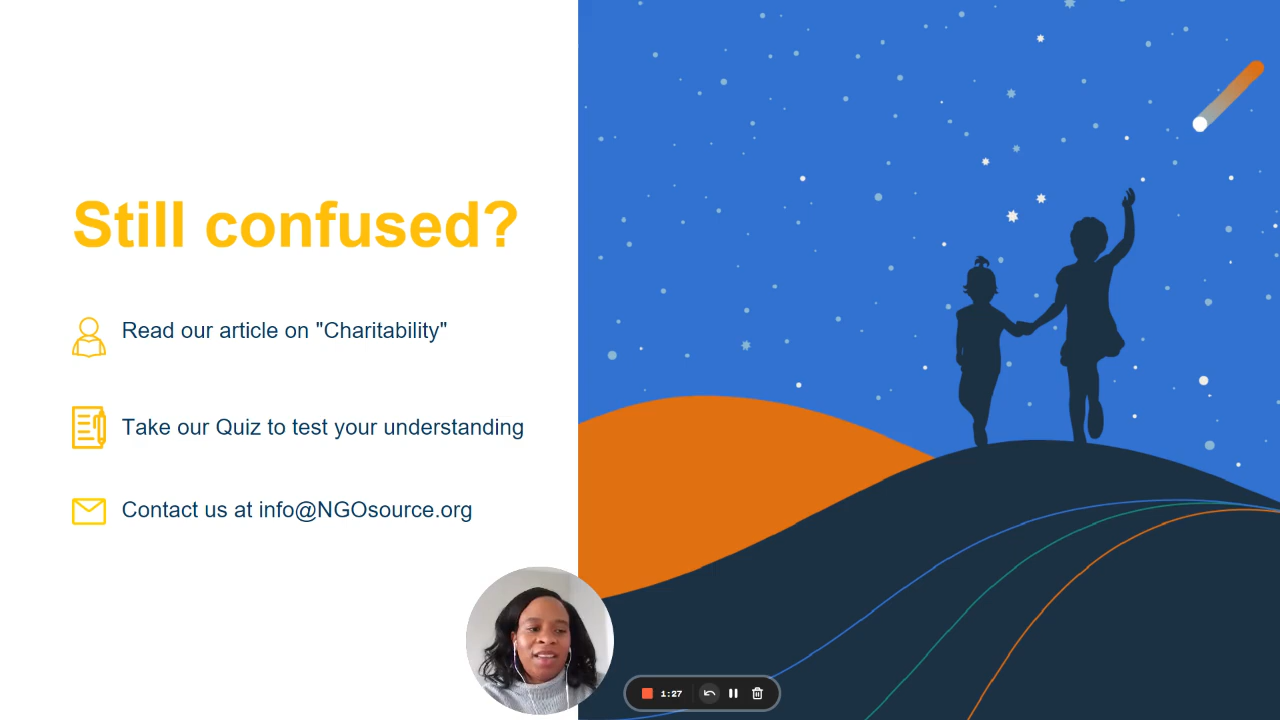 Still confused?
Read our article on "Charitability"
Take our Quiz to test your understanding
Contact us at info@NGOsource.org
1:27